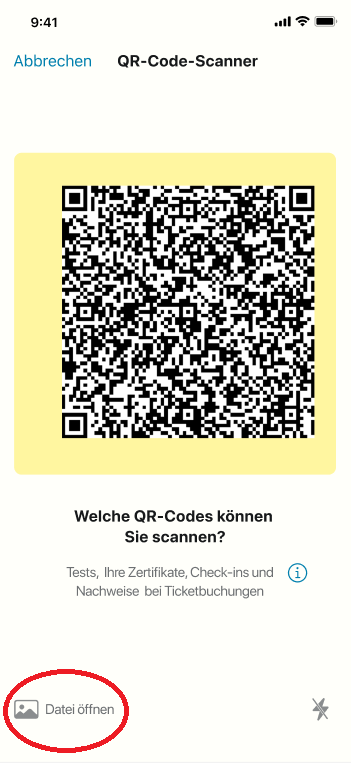 9:41
Abbrechen QR-Code-Scanner
Welche QR-Codes können
Sie scannen?
Tests, Ihre Zertifikate, Check-ins und
Nachweise bei Ticketbuchungen
Datei öffnen